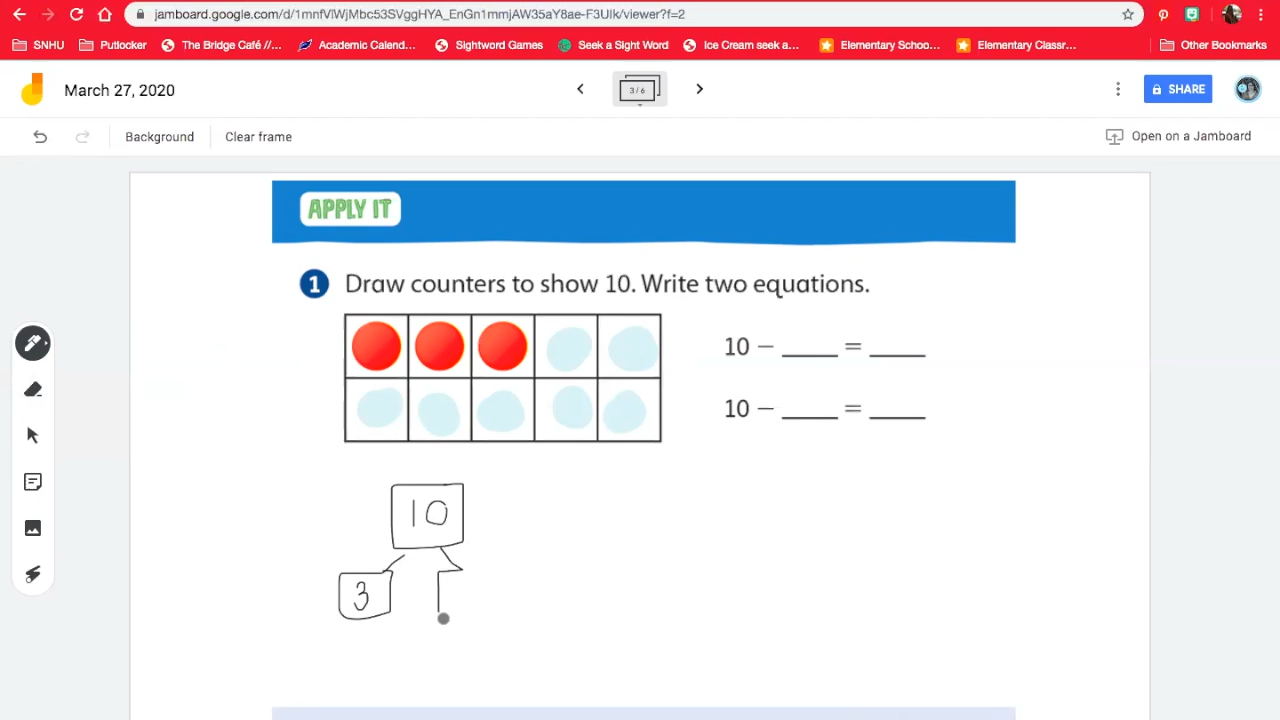 jamboard.google.com/d/1mnfViWjMbc53SVggHYA_EnGn1mmjAW35aY8ae-F3UIk/viewer?f=2
SNHU Putlocker The Bridge Café //... Academic Calend... Sightword Games Seek a Sight Word Ice Cream seek a... Elementary Schoo... Elementary Classr... Other Bookmarks
March 27, 2020 3 / 6 SHARE
Background Clear frame Open on a Jamboard
APPLY IT
1 Draw counters to show 10. Write two equations.
10 − ____ = ____
10 − ____ = ____
10
3